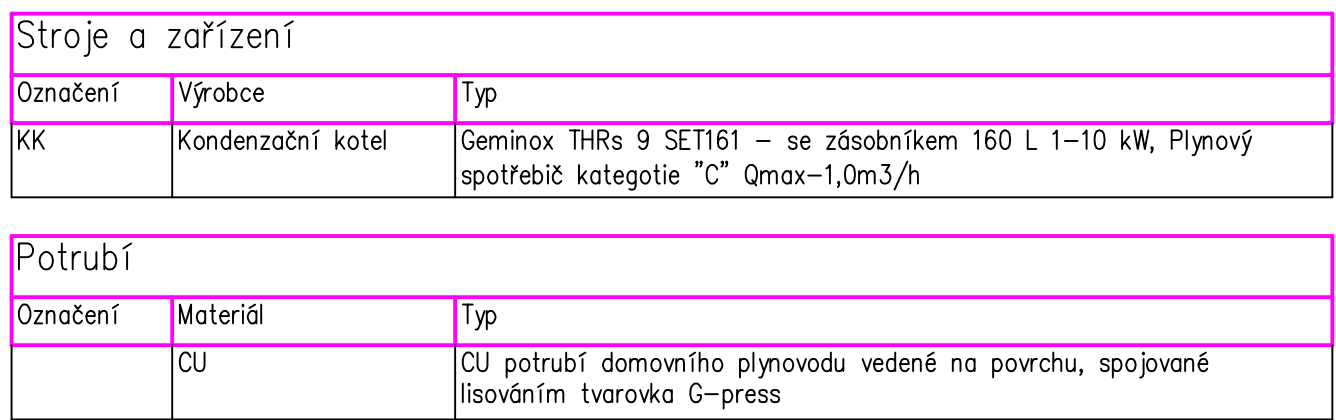 Stroje a zařízení
Označení Výrobce Typ
KK Kondenzační kotel Geminox THRs 9 SET161 – se zásobníkem 160 L 1–10 kW, Plynový
spotřebič kategotie "C" Qmax–1,0m3/h
Potrubí
Označení Materiál Typ
CU CU potrubí domovního plynovodu vedené na povrchu, spojované
lisováním tvarovka G–press